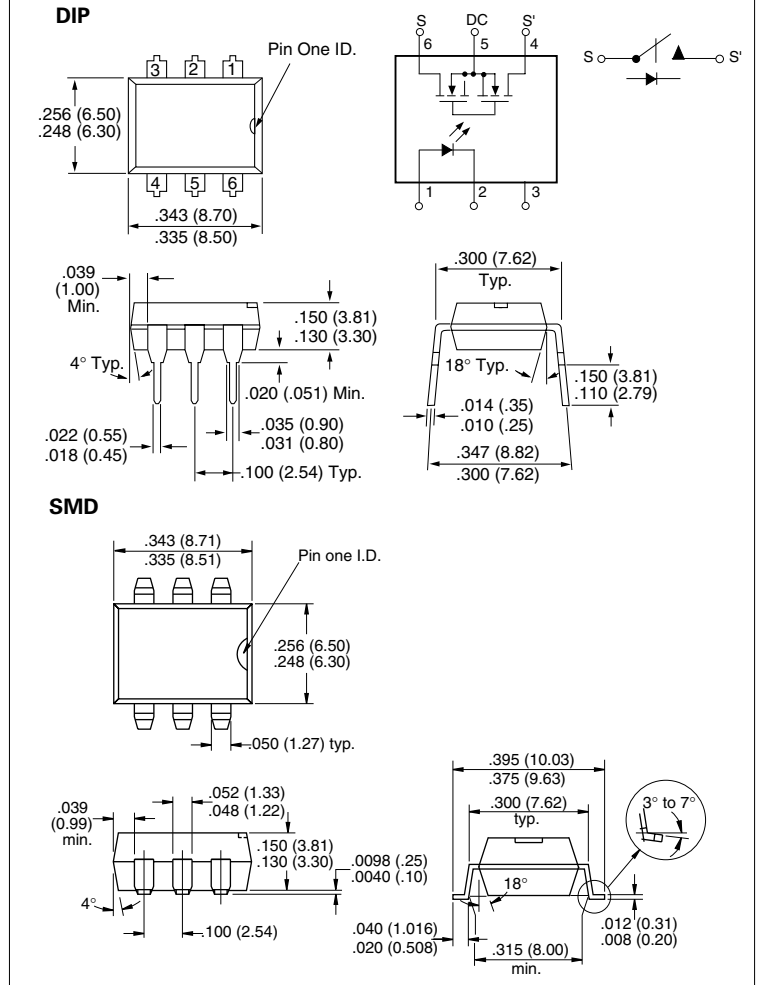 DIP
Pin One ID.
3 2 1
.256 (6.50)
.248 (6.30)
4 5 6
.343 (8.70)
.335 (8.50)
S DC S'
6 5 4
1 2 3
S S'
.039
(1.00)
Min.
4° Typ.
.150 (3.81)
.130 (3.30)
.020 (.051) Min.
.022 (0.55)
.018 (0.45)
.035 (0.90)
.031 (0.80)
.100 (2.54) Typ.
.300 (7.62)
Typ.
18° Typ.
.150 (3.81)
.110 (2.79)
.014 (.35)
.010 (.25)
.347 (8.82)
.300 (7.62)
SMD
.343 (8.71)
.335 (8.51)
Pin one I.D.
.256 (6.50)
.248 (6.30)
.050 (1.27) typ.
.039
(0.99)
min.
.052 (1.33)
.048 (1.22)
.150 (3.81)
.130 (3.30)
.0098 (.25)
.0040 (.10)
4°
.100 (2.54)
.395 (10.03)
.375 (9.63)
.300 (7.62)
typ.
3° to 7°
18°
.040 (1.016)
.020 (0.508)
.315 (8.00)
min.
.012 (0.31)
.008 (0.20)